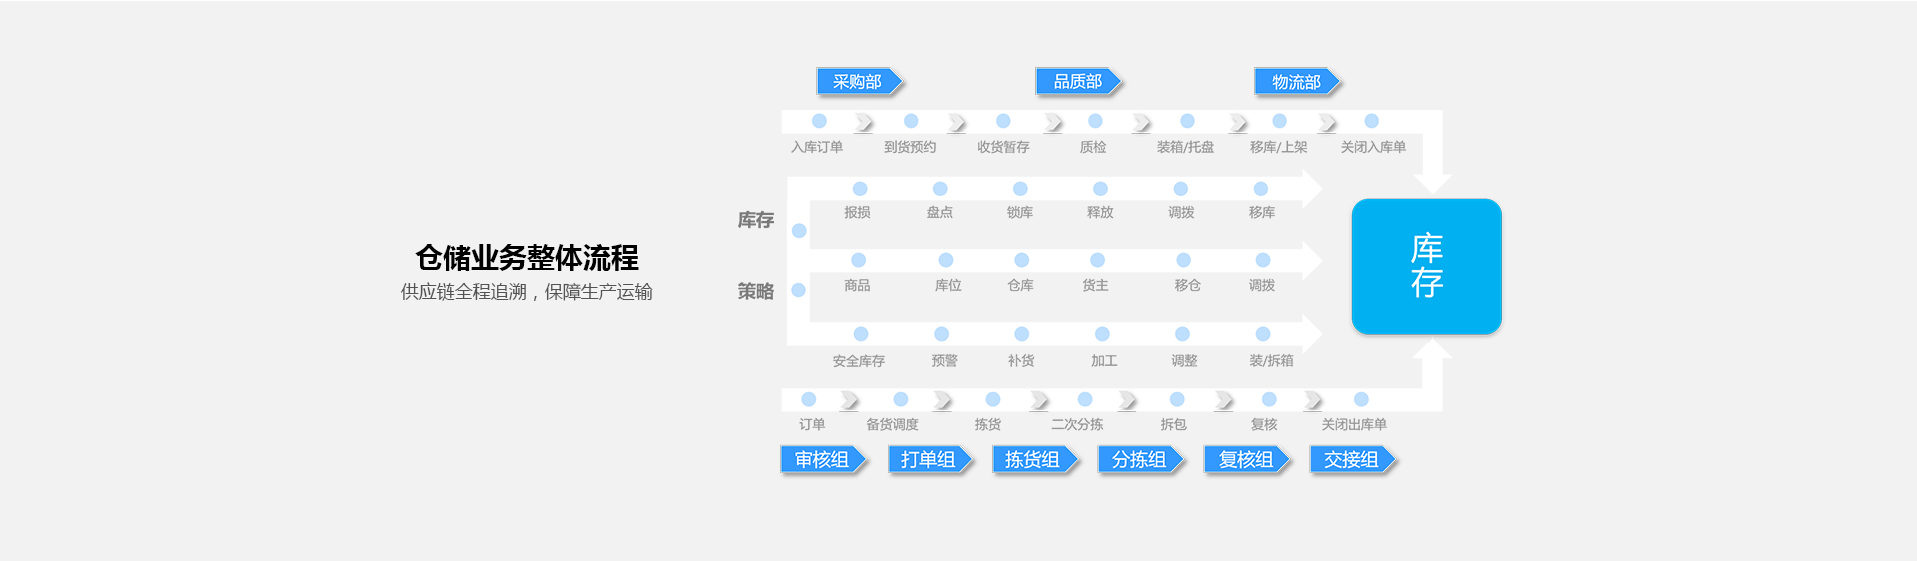 仓储业务整体流程
供应链全程追溯，保障生产运输
采购部 品质部 物流部
入库订单 到货预约 收货暂存 质检 装箱/托盘 移库/上架 关闭入库单
库存
报损 盘点 锁库 释放 调拨 移库
策略
商品 库位 仓库 货主 移仓 调拨
安全库存 预警 补货 加工 调整 装/拆箱
库
存
订单 备货调度 拣货 二次分拣 拆包 复核 关闭出库单
审核组 打单组 拣货组 分拣组 复核组 交接组